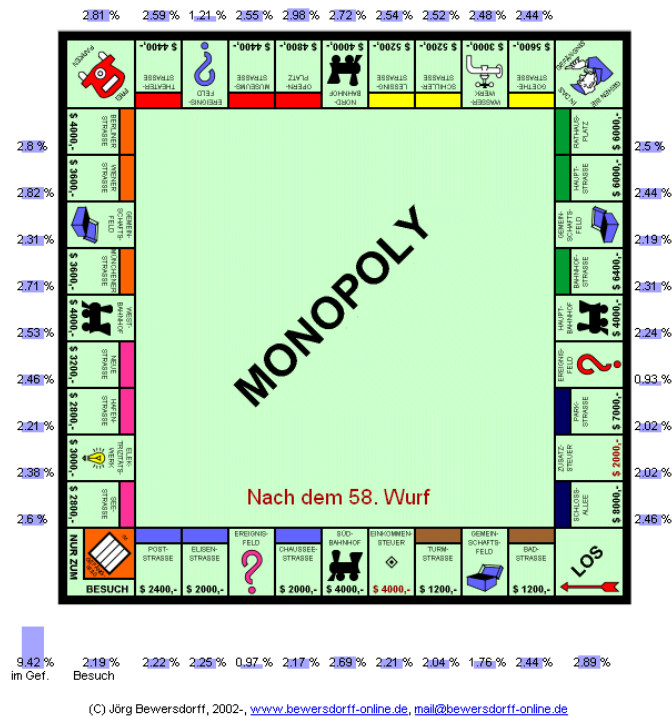 2.81 % 2.59 % 1.21 % 2.55 % 2.98 % 2.72 % 2.54 % 2.52 % 2.48 % 2.44 %
FREI
PARKEN
THEATER-
STRASSE
$ 4400,-
EREIGNIS-
FELD
MUSEUMS-
STRASSE
$ 4400,-
OPERN-
PLATZ
$ 4800,-
NORD-
BAHNHOF
$ 4000,-
LESSING-
STRASSE
$ 5200,-
SCHILLER-
STRASSE
$ 5200,-
WASSER-
WERK
$ 3000,-
GOETHE-
STRASSE
$ 5600,-
GEHEN SIE
IN DAS
GEFÄNGNIS
2.8 %
BERLINER
STRASSE
$ 4000,-
2.82 %
WIENER
STRASSE
$ 3600,-
2.31 %
GEMEIN-
SCHAFTS-
FELD
2.71 %
MÜNCHENER
STRASSE
$ 3600,-
2.53 %
WEST-
BAHNHOF
$ 4000,-
2.46 %
NEUE
STRASSE
$ 3200,-
2.21 %
HAFEN-
STRASSE
$ 2800,-
2.38 %
ELEK-
TRIZITÄTS-
WERK
$ 3000,-
2.6 %
SEE-
STRASSE
$ 2800,-
MONOPOLY
Nach dem 58. Wurf
RATHAUS-
PLATZ
$ 6000,-
2.5 %
HAUPT-
STRASSE
$ 6000,-
2.44 %
GEMEIN-
SCHAFTS-
FELD
2.19 %
BAHNHOF-
STRASSE
$ 6400,-
2.31 %
HAUPT-
BAHNHOF
$ 4000,-
2.24 %
EREIGNIS-
FELD
0.93 %
PARK-
STRASSE
$ 7000,-
2.02 %
ZUSATZ-
STEUER
$ 2000,-
2.02 %
SCHLOSS-
ALLEE
$ 8000,-
2.46 %
NUR ZUM
BESUCH
POST-
STRASSE
$ 2400,-
ELISEN-
STRASSE
$ 2000,-
EREIGNIS-
FELD
CHAUSSEE-
STRASSE
$ 2000,-
SÜD-
BAHNHOF
$ 4000,-
EINKOMMEN-
STEUER
$ 4000,-
TURM-
STRASSE
$ 1200,-
GEMEIN-
SCHAFTS-
FELD
BAD-
STRASSE
$ 1200,-
LOS
9.42 % 2.19 % 2.22 % 2.25 % 0.97 % 2.17 % 2.69 % 2.21 % 2.04 % 1.76 % 2.44 % 2.89 %
im Gef. Besuch
(C) Jörg Bewersdorff, 2002-, www.bewersdorff-online.de, mail@bewersdorff-online.de